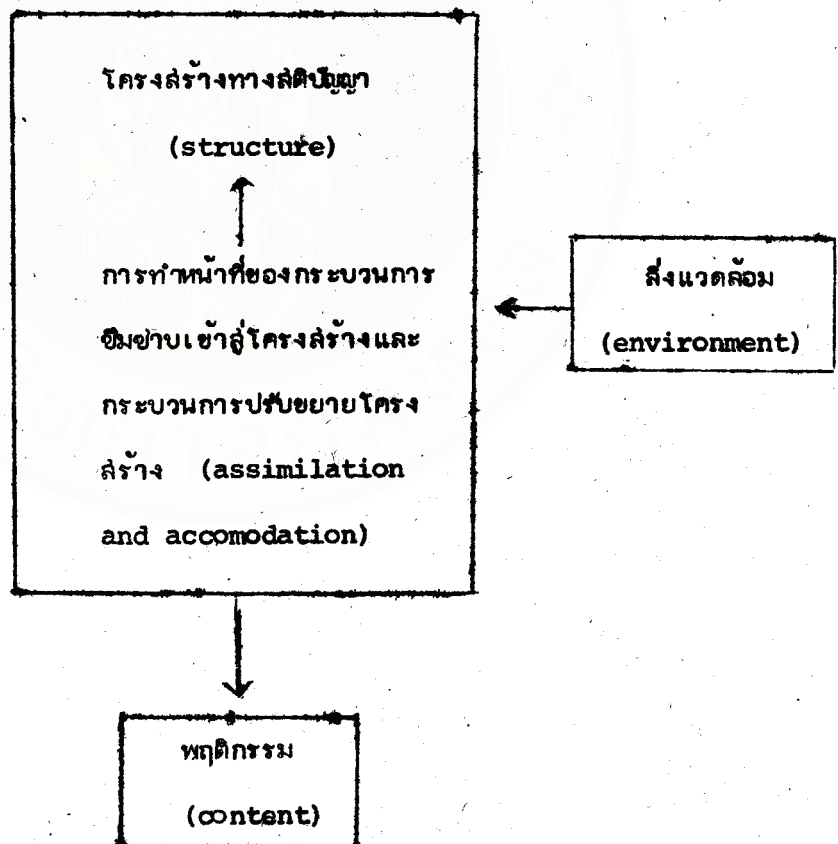 โครงสร้างทางสติปัญญา
(structure)
การทำหน้าที่ของกระบวนการ
ซึมซาบเข้าสู่โครงสร้างและ
กระบวนการปรับขยายโครง
สร้าง (assimilation
and accomodation)
สิ่งแวดล้อม
(environment)
พฤติกรรม
(content)